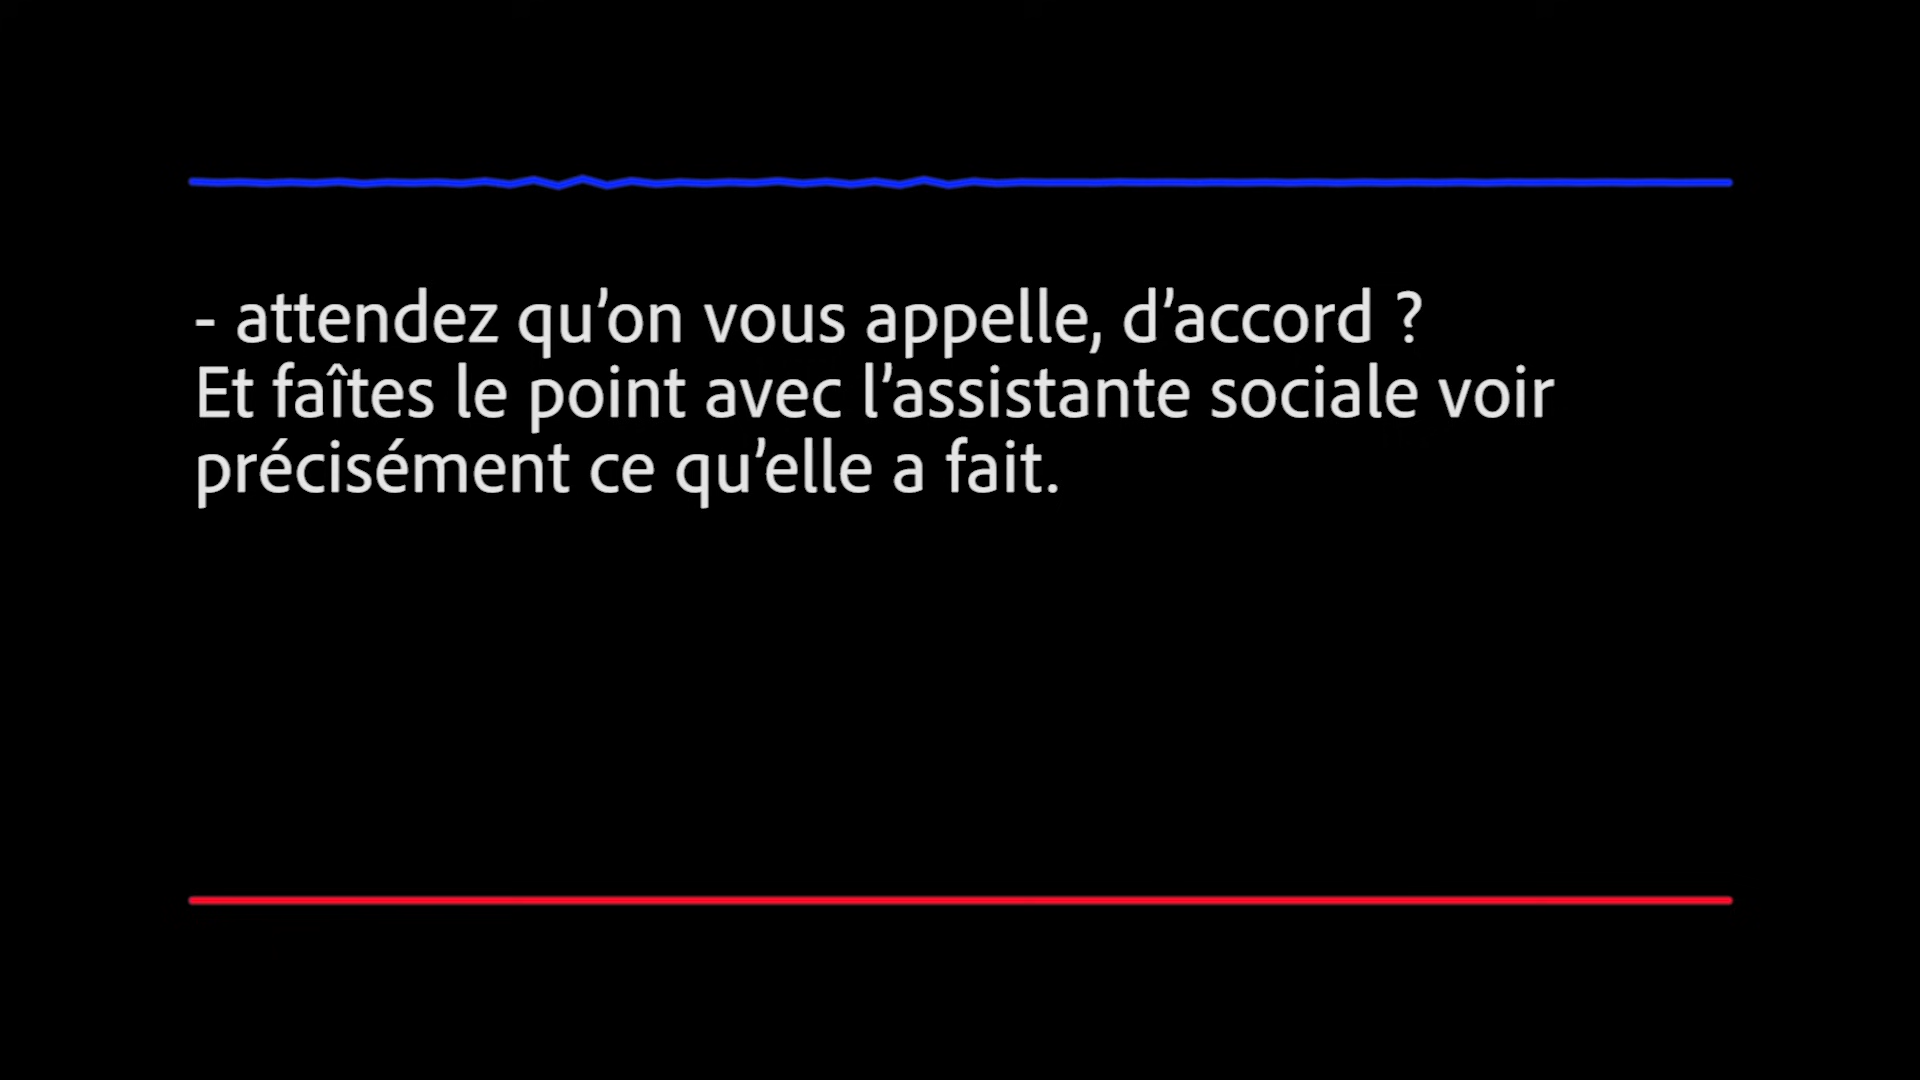 - attendez qu’on vous appelle, d’accord ?
Et faîtes le point avec l’assistante sociale voir
précisément ce qu’elle a fait.